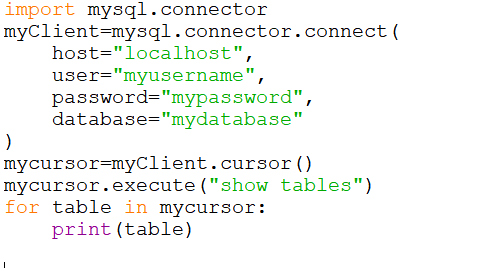 import mysql.connector
myClient=mysql.connector.connect(
    host="localhost",
    user="myusername",
    password="mypassword",
    database="mydatabase"
)
mycursor=myClient.cursor()
mycursor.execute("show tables")
for table in mycursor:
    print(table)